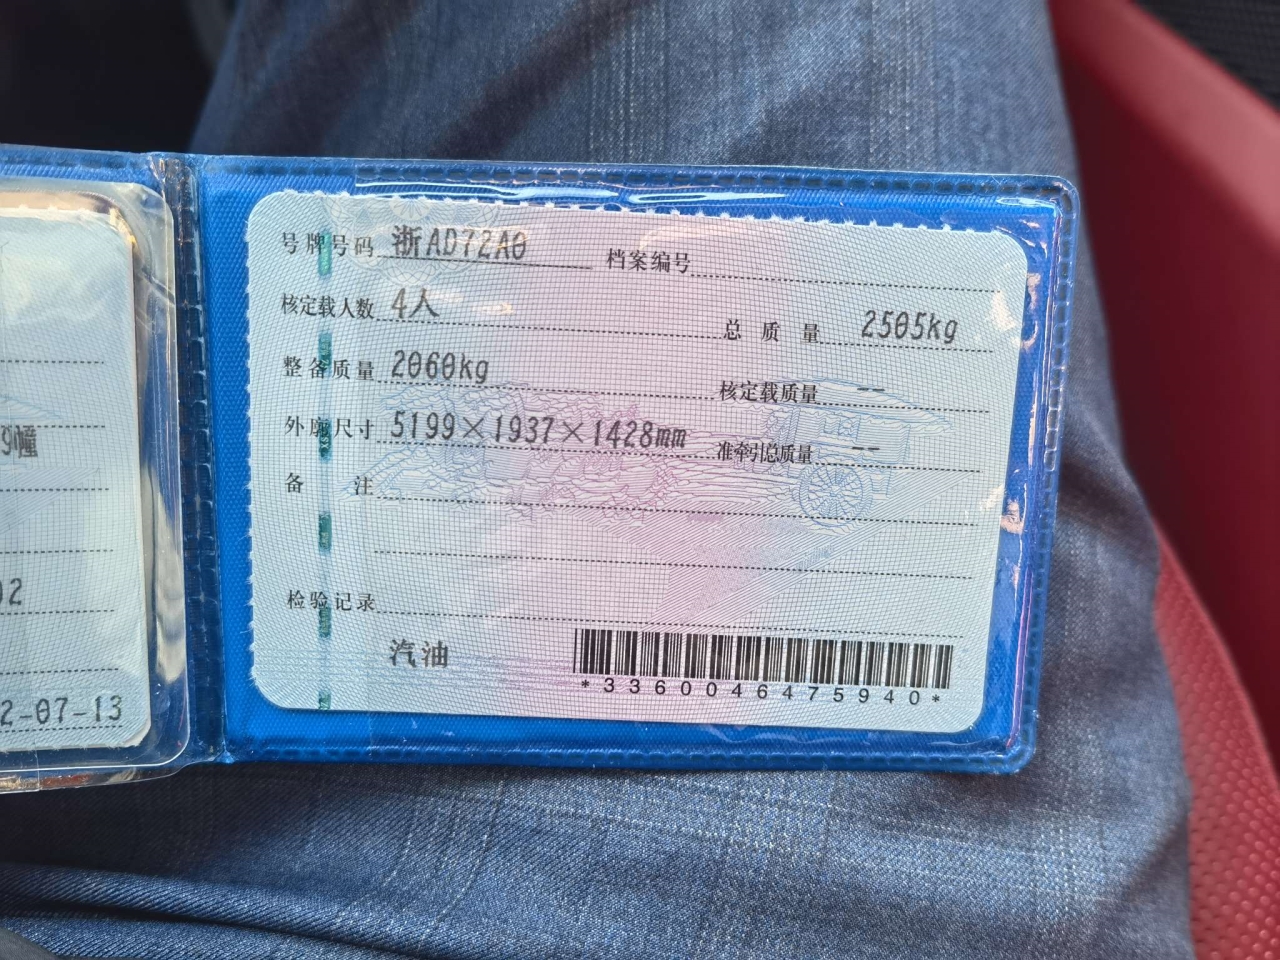 号牌号码 浙AD72A0 档案编号
核定载人数 4人 总质量 2505kg
整备质量 2060kg 核定载质量 --
外廓尺寸 5199×1937×1428mm 准牵引总质量 --
备注
检验记录
汽油
*3360046475940*
9幢
02
2-07-13